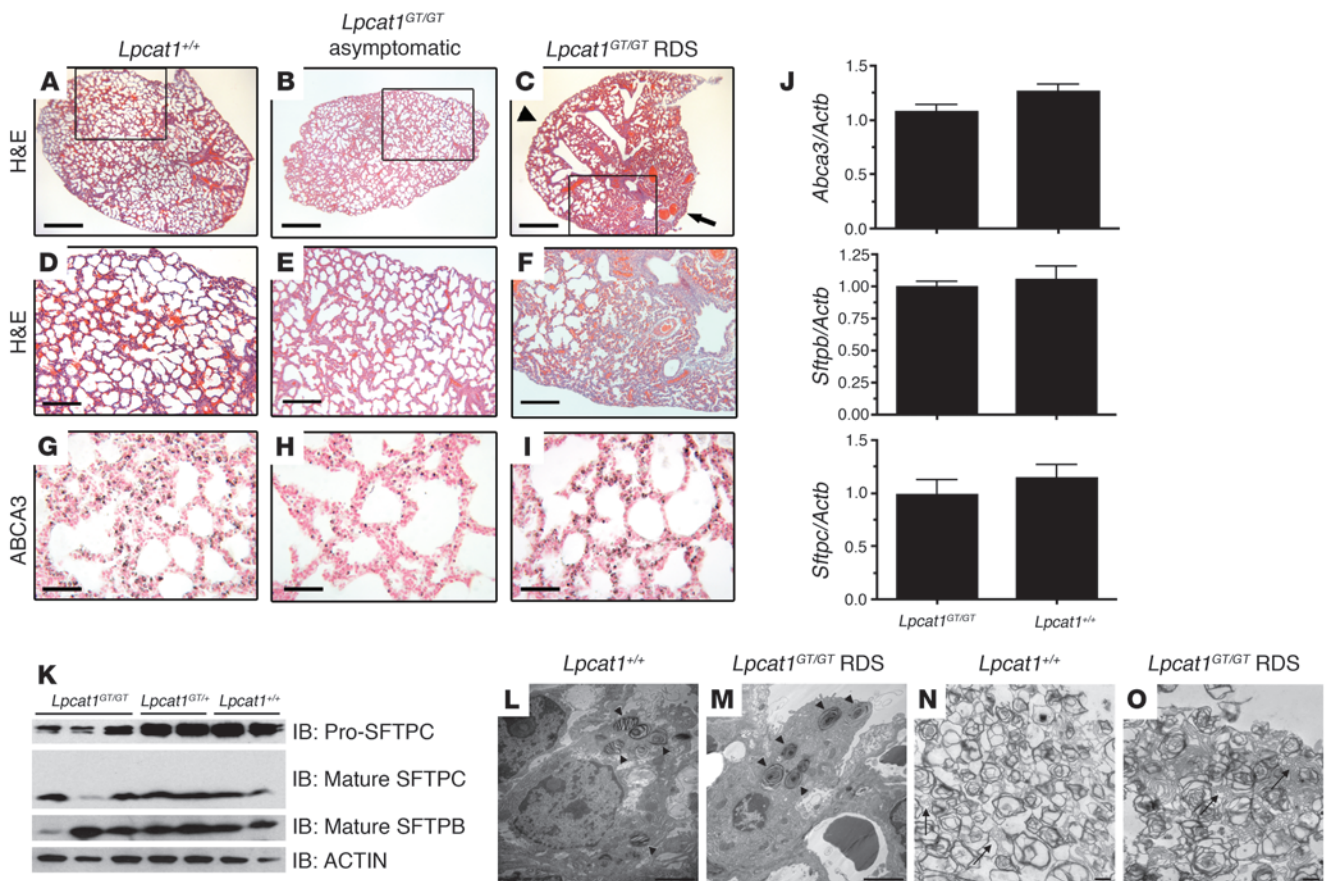 Lpcat1+/+
Lpcat1GT/GT
asymptomatic
Lpcat1GT/GT RDS
A
B
C
H&E
D
E
F
H&E
G
H
I
ABCA3
J
1.5
1.0
0.5
0.0
Abca3/Actb
1.25
1.00
0.75
0.50
0.25
0.00
Sftpb/Actb
1.5
1.0
0.5
0.0
Sftpc/Actb
Lpcat1GT/GT
Lpcat1+/+
K
Lpcat1GT/GT
Lpcat1GT/+
Lpcat1+/+
IB: Pro-SFTPC
IB: Mature SFTPC
IB: Mature SFTPB
IB: ACTIN
Lpcat1+/+
Lpcat1GT/GT RDS
Lpcat1+/+
Lpcat1GT/GT RDS
L
M
N
O